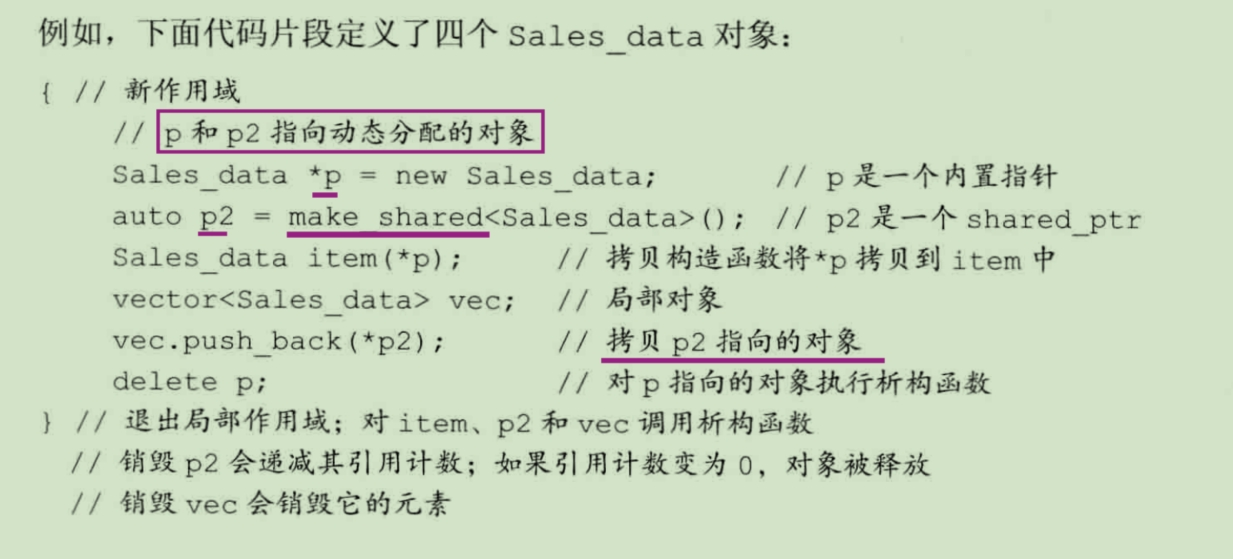 例如，下面代码片段定义了四个 Sales_data 对象：
{ // 新作用域
// p 和 p2 指向动态分配的对象
Sales_data *p = new Sales_data; // p 是一个内置指针
auto p2 = make_shared<Sales_data>(); // p2 是一个 shared_ptr
Sales_data item(*p); // 拷贝构造函数将*p 拷贝到 item 中
vector<Sales_data> vec; // 局部对象
vec.push_back(*p2); // 拷贝 p2 指向的对象
delete p; // 对 p 指向的对象执行析构函数
} // 退出局部作用域；对 item、p2 和 vec 调用析构函数
// 销毁 p2 会递减其引用计数；如果引用计数变为 0，对象被释放
// 销毁 vec 会销毁它的元素